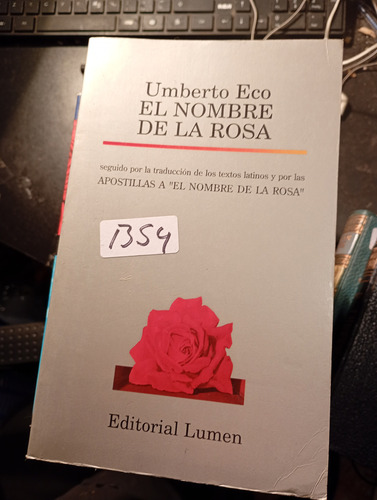 Umberto Eco
EL NOMBRE
DE LA ROSA
seguido por la traducción de los textos latinos y por las
APOSTILLAS A "EL NOMBRE DE LA ROSA"
1354
Editorial Lumen